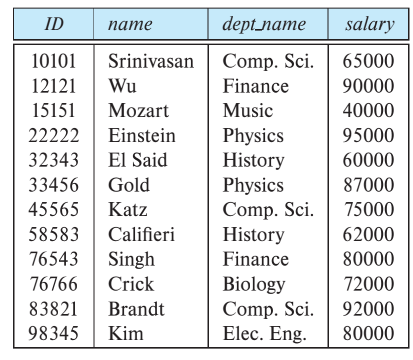 ID name dept_name salary
10101 Srinivasan Comp. Sci. 65000
12121 Wu Finance 90000
15151 Mozart Music 40000
22222 Einstein Physics 95000
32343 El Said History 60000
33456 Gold Physics 87000
45565 Katz Comp. Sci. 75000
58583 Califieri History 62000
76543 Singh Finance 80000
76766 Crick Biology 72000
83821 Brandt Comp. Sci. 92000
98345 Kim Elec. Eng. 80000